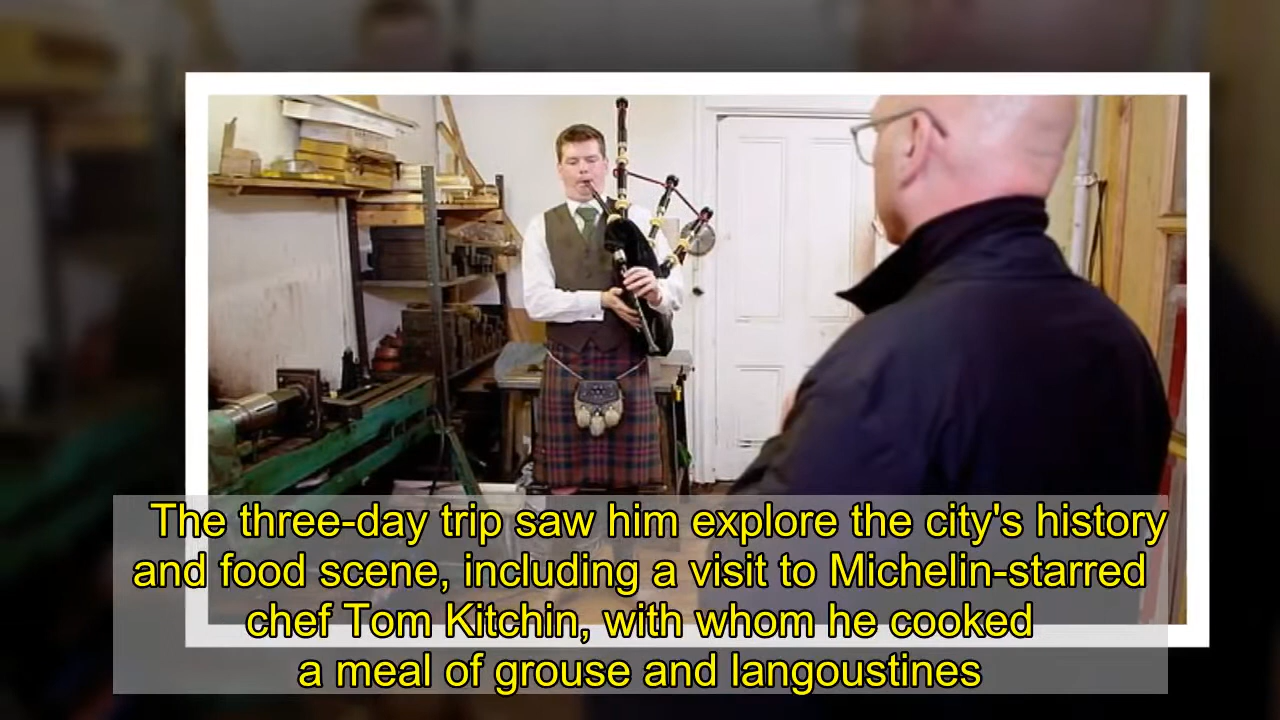 The three-day trip saw him explore the city's history
and food scene, including a visit to Michelin-starred
chef Tom Kitchin, with whom he cooked
a meal of grouse and langoustines